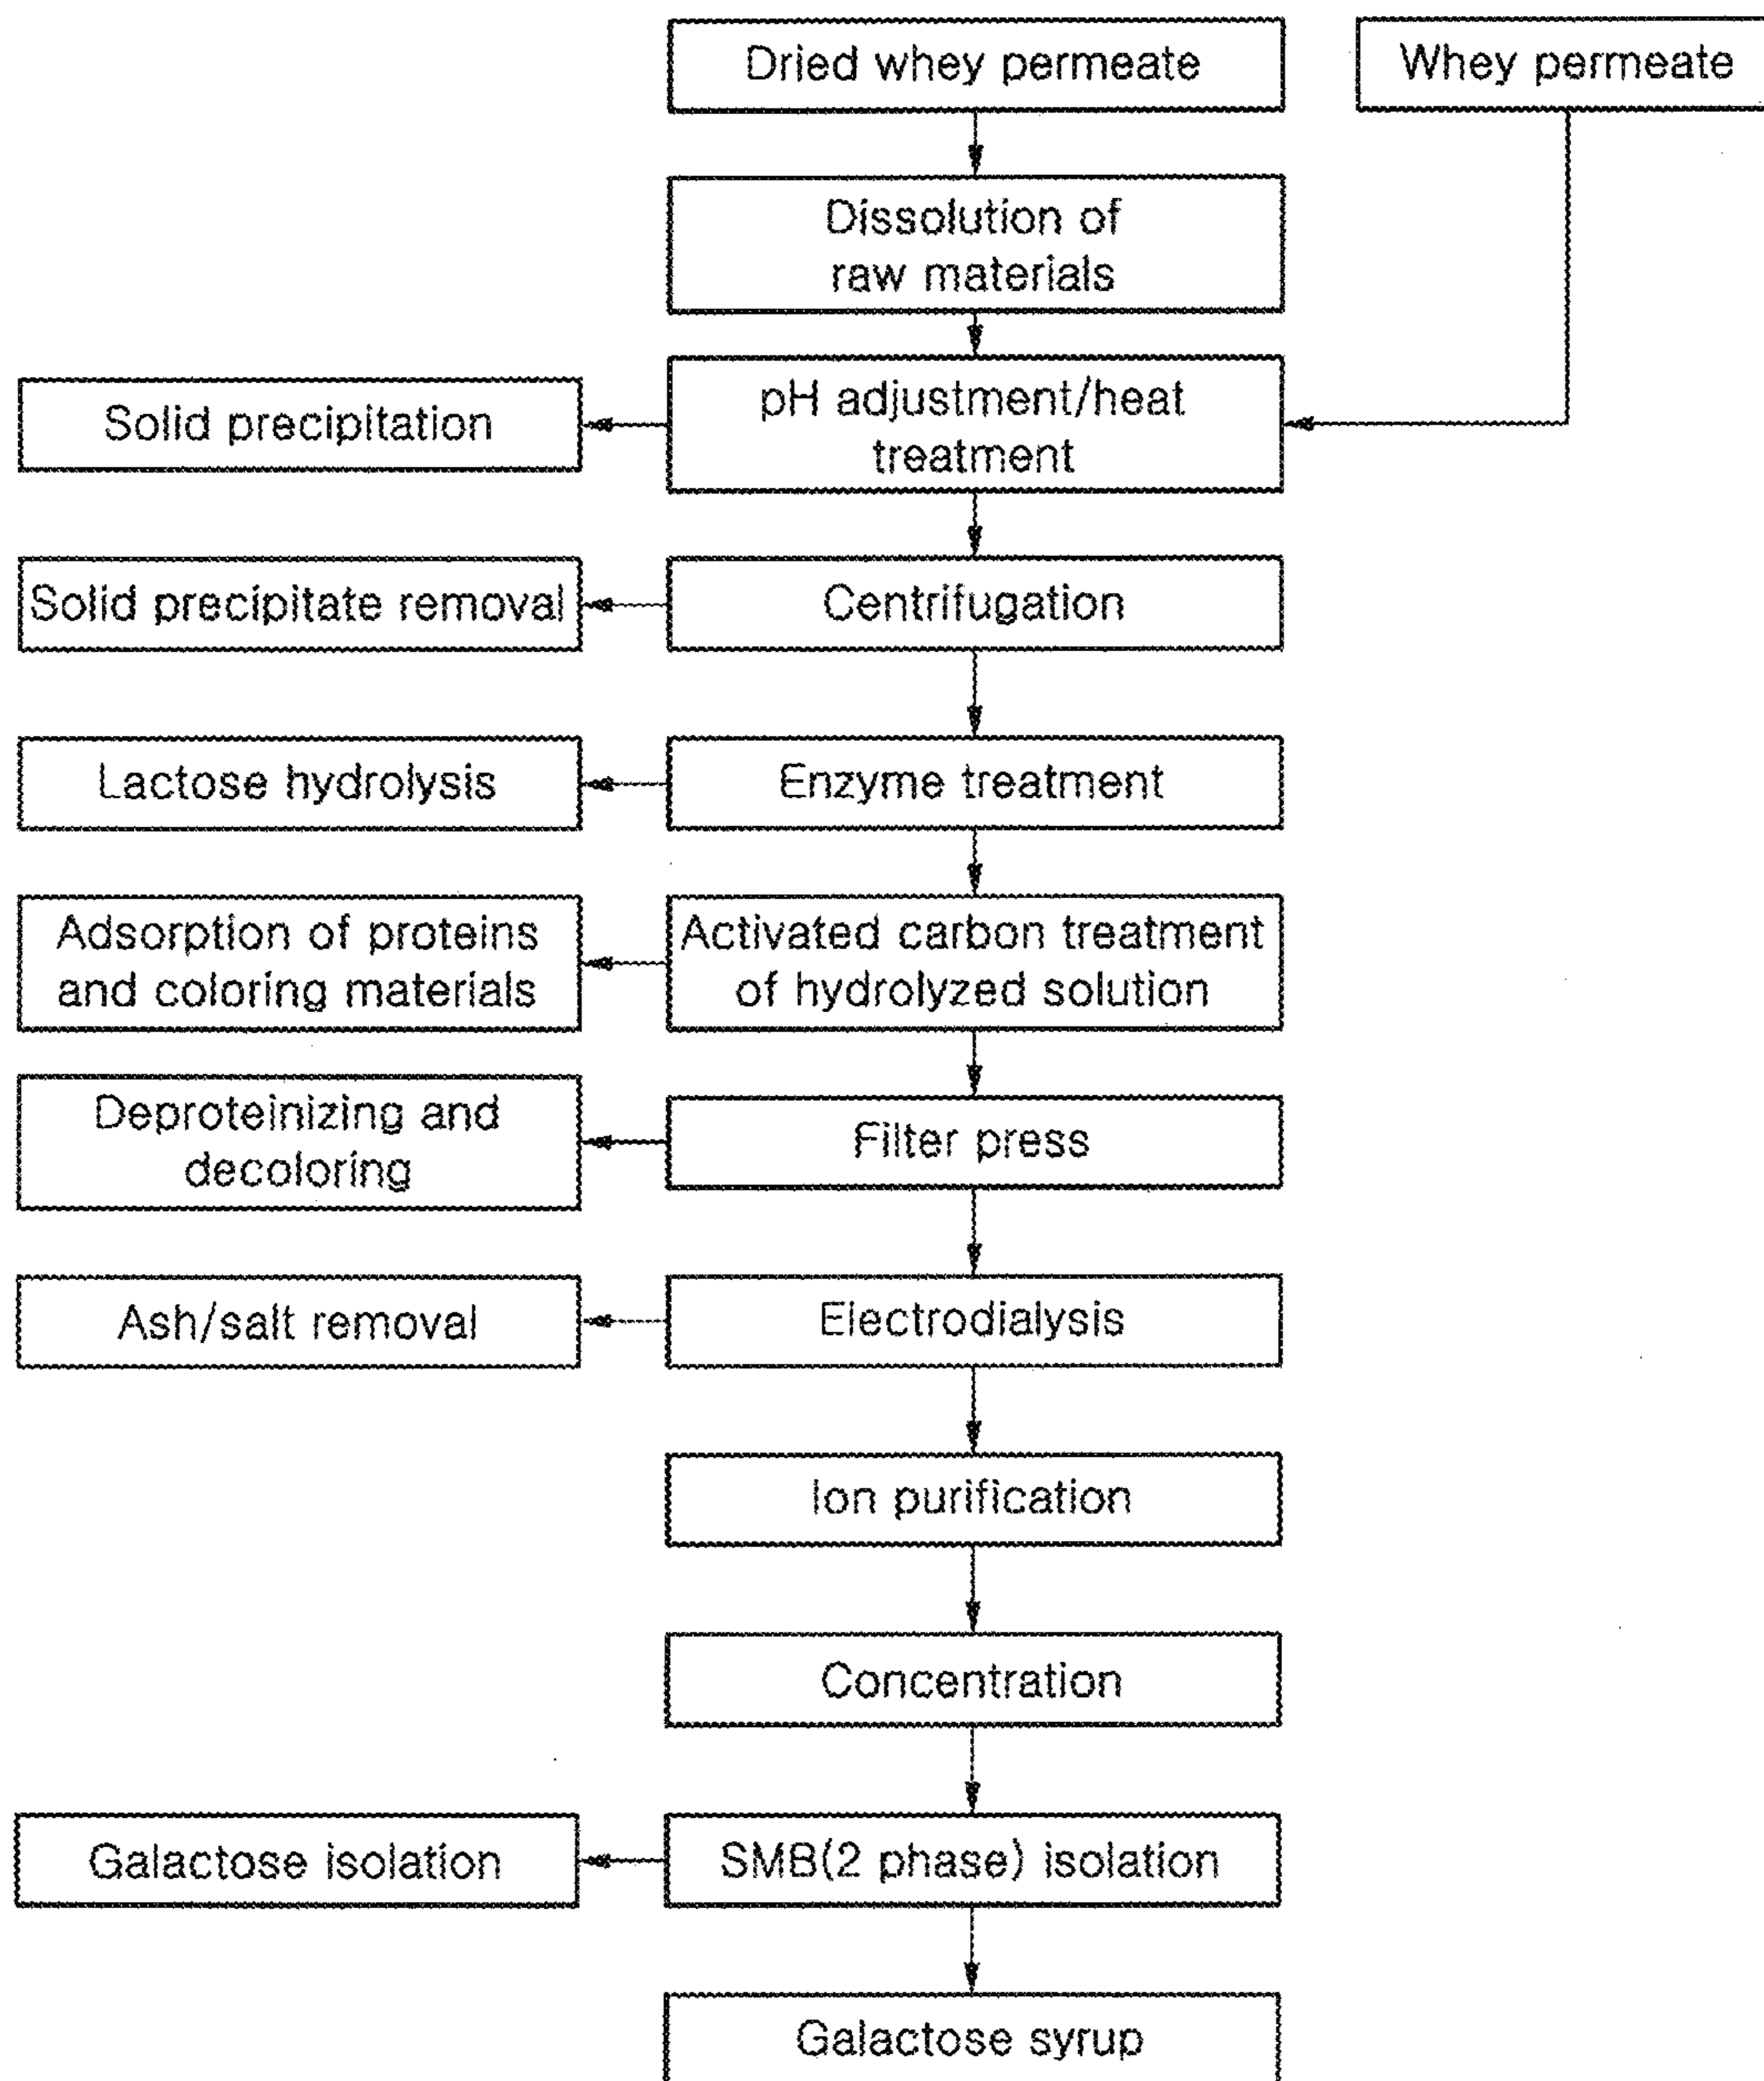 Dried whey permeate
Whey permeate
Dissolution of
raw materials
Solid precipitation
pH adjustment/heat
treatment
Solid precipitate removal
Centrifugation
Lactose hydrolysis
Enzyme treatment
Adsorption of proteins
and coloring materials
Activated carbon treatment
of hydrolyzed solution
Deproteinizing and
decoloring
Filter press
Ash/salt removal
Electrodialysis
Ion purification
Concentration
Galactose isolation
SMB(2 phase) isolation
Galactose syrup